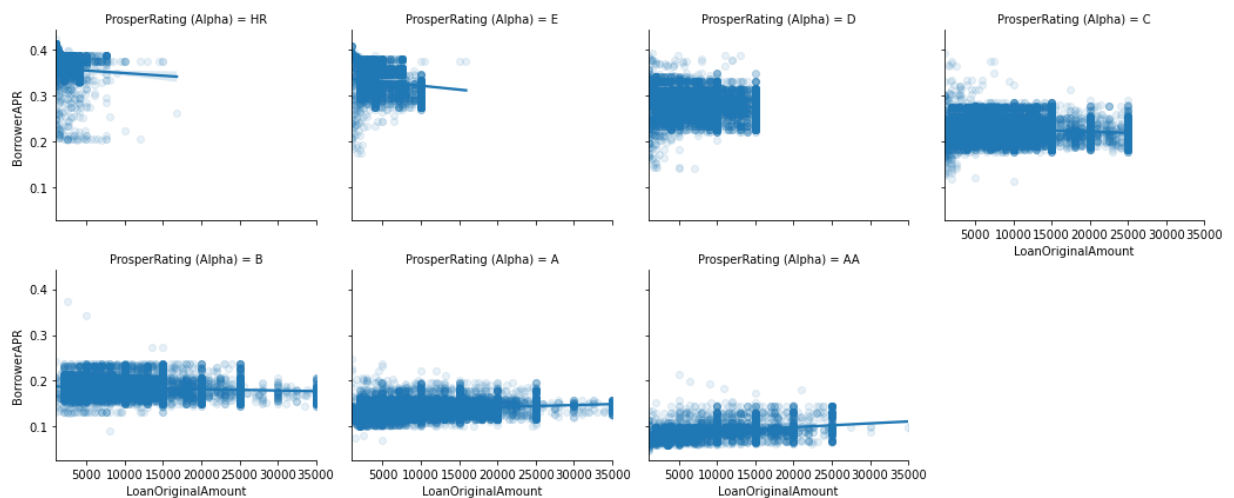 ProsperRating (Alpha) = HR
ProsperRating (Alpha) = E
ProsperRating (Alpha) = D
ProsperRating (Alpha) = C
0.4
0.3
0.2
0.1
BorrowerAPR
5000 10000 15000 20000 25000 30000 35000
LoanOriginalAmount
ProsperRating (Alpha) = B
ProsperRating (Alpha) = A
ProsperRating (Alpha) = AA
0.4
0.3
0.2
0.1
BorrowerAPR
5000 10000 15000 20000 25000 30000 35000
LoanOriginalAmount
5000 10000 15000 20000 25000 30000 35000
LoanOriginalAmount
5000 10000 15000 20000 25000 30000 35000
LoanOriginalAmount